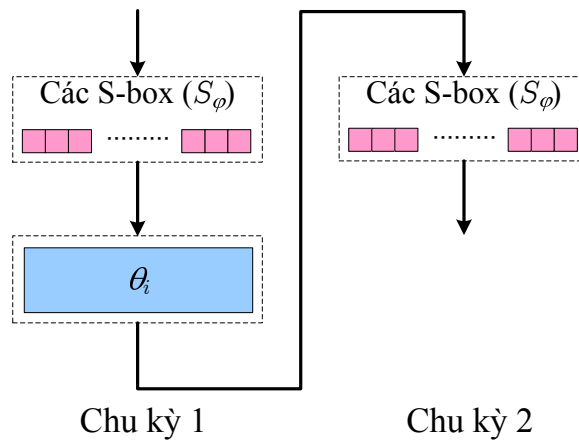 Các S-box (Sφ)
Các S-box (Sφ)
θi
Chu kỳ 1
Chu kỳ 2